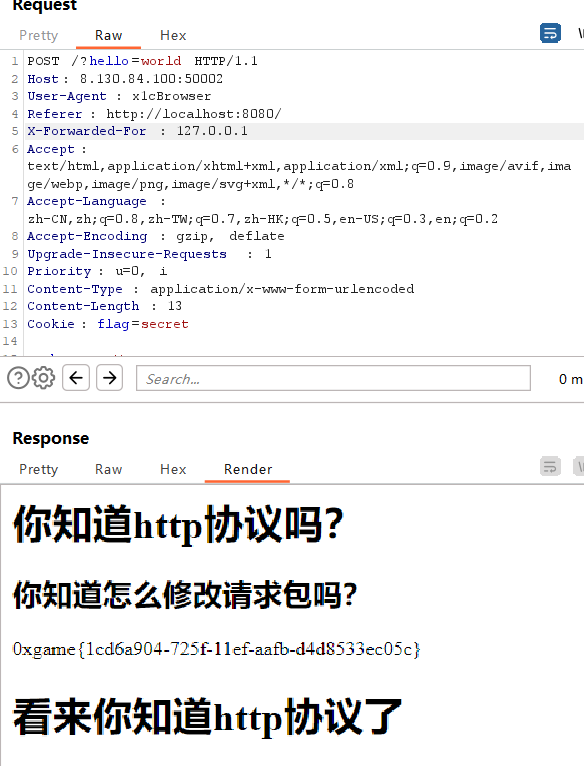 Request
Pretty Raw Hex
1 POST /?hello=world HTTP/1.1
2 Host: 8.130.84.100:50002
3 User-Agent : x1cBrowser
4 Referer : http://localhost:8080/
5 X-Forwarded-For : 127.0.0.1
6 Accept :
text/html,application/xhtml+xml,application/xml;q=0.9,image/avif,ima
ge/webp,image/png,image/svg+xml,*/*;q=0.8
7 Accept-Language :
zh-CN,zh;q=0.8,zh-TW;q=0.7,zh-HK;q=0.5,en-US;q=0.3,en;q=0.2
8 Accept-Encoding : gzip, deflate
9 Upgrade-Insecure-Requests : 1
10 Priority : u=0, i
11 Content-Type : application/x-www-form-urlencoded
12 Content-Length : 13
13 Cookie : flag=secret
14
Search...
0 m
Response
Pretty Raw Hex Render
你知道http协议吗?
你知道怎么修改请求包吗?
0xgame{1cd6a904-725f-11ef-aafb-d4d8533ec05c}
看来你知道http协议了